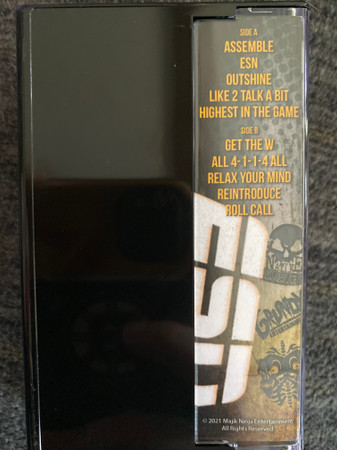 SIDE A
ASSEMBLE
ESN
OUTSHINE
LIKE 2 TALK A BIT
HIGHEST IN THE GAME
SIDE B
GET THE W
ALL 4-1-1-4 ALL
RELAX YOUR MIND
REINTRODUCE
ROLL CALL
© 2021 Majik Ninja Entertainment
All Rights Reserved